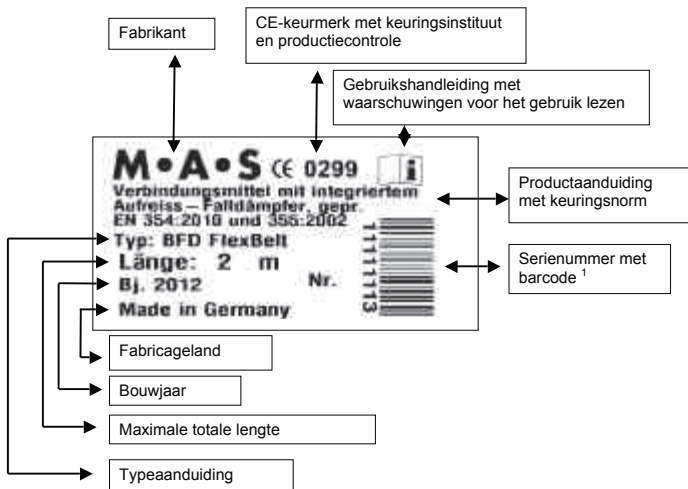 Fabrikant
CE-keurmerk met keuringsinstituut
en productiecontrole
Gebruikshandleiding met
waarschuwingen voor het gebruik lezen
M•A•S CE 0299 i
Verbindungsmittel mit integriertem
Aufreiss – Falldämpfer, gepr.
EN 354:2010 und 355:2002
Typ: BFD FlexBelt
Länge: 2 m
Bj. 2012 Nr.
Made in Germany
Productaanduiding
met keuringsnorm
Serienummer met
barcode 1
Fabricageland
Bouwjaar
Maximale totale lengte
Typeaanduiding